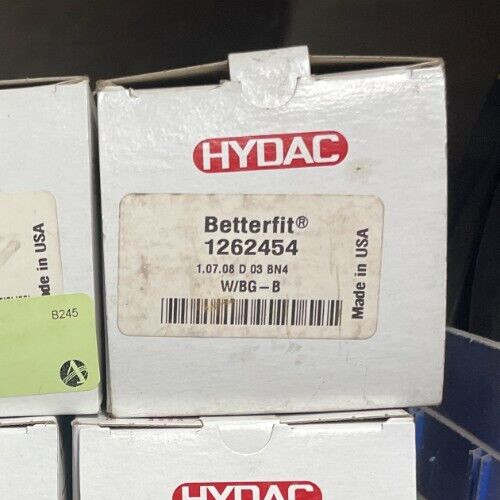 HYDAC
Betterfit®
1262454
1.07.08 D 03 BN4
W/BG-B
Made in USA
Made in USA
B245
HYDAC